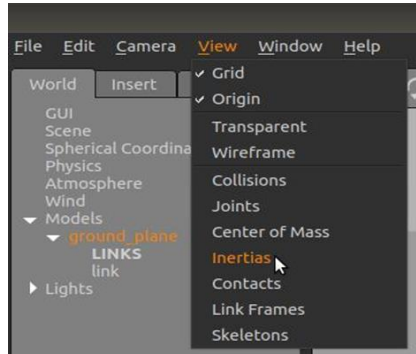 File Edit Camera View Window Help
World Insert
GUI
Scene
Spherical Coordina
Physics
Atmosphere
Wind
Models
ground_plane
LINKS
link
Lights
Grid
Origin
Transparent
Wireframe
Collisions
Joints
Center of Mass
Inertias
Contacts
Link Frames
Skeletons